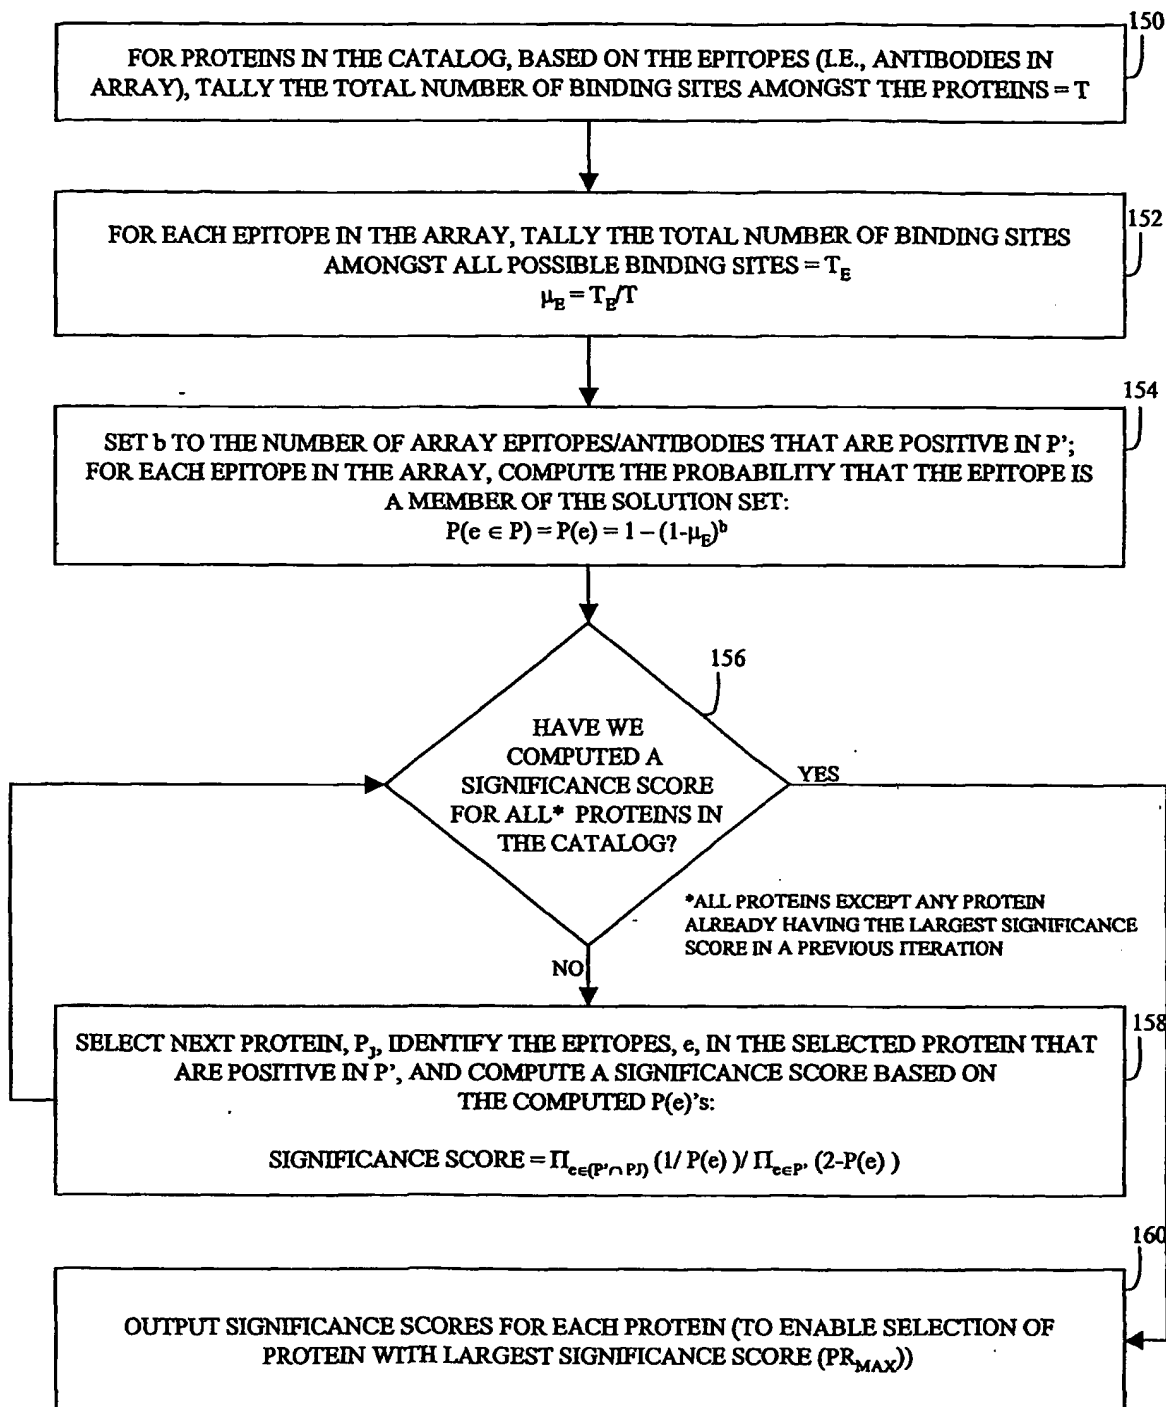 150
FOR PROTEINS IN THE CATALOG, BASED ON THE EPITOPES (I.E., ANTIBODIES IN
ARRAY), TALLY THE TOTAL NUMBER OF BINDING SITES AMONGST THE PROTEINS = T
152
FOR EACH EPITOPE IN THE ARRAY, TALLY THE TOTAL NUMBER OF BINDING SITES
AMONGST ALL POSSIBLE BINDING SITES = T_E
μ_E = T_E/T
154
SET b TO THE NUMBER OF ARRAY EPITOPES/ANTIBODIES THAT ARE POSITIVE IN P';
FOR EACH EPITOPE IN THE ARRAY, COMPUTE THE PROBABILITY THAT THE EPITOPE IS
A MEMBER OF THE SOLUTION SET:
P(e ∈ P) = P(e) = 1 – (1-μ_E)^b
156
HAVE WE
COMPUTED A
SIGNIFICANCE SCORE
FOR ALL* PROTEINS IN
THE CATALOG?
YES
*ALL PROTEINS EXCEPT ANY PROTEIN
ALREADY HAVING THE LARGEST SIGNIFICANCE
SCORE IN A PREVIOUS ITERATION
NO
158
SELECT NEXT PROTEIN, P_J, IDENTIFY THE EPITOPES, e, IN THE SELECTED PROTEIN THAT
ARE POSITIVE IN P', AND COMPUTE A SIGNIFICANCE SCORE BASED ON
THE COMPUTED P(e)'s:
SIGNIFICANCE SCORE = Π_e∈(P'∩PJ) (1/ P(e) )/ Π_e∈P' (2-P(e) )
160
OUTPUT SIGNIFICANCE SCORES FOR EACH PROTEIN (TO ENABLE SELECTION OF
PROTEIN WITH LARGEST SIGNIFICANCE SCORE (PR_MAX))